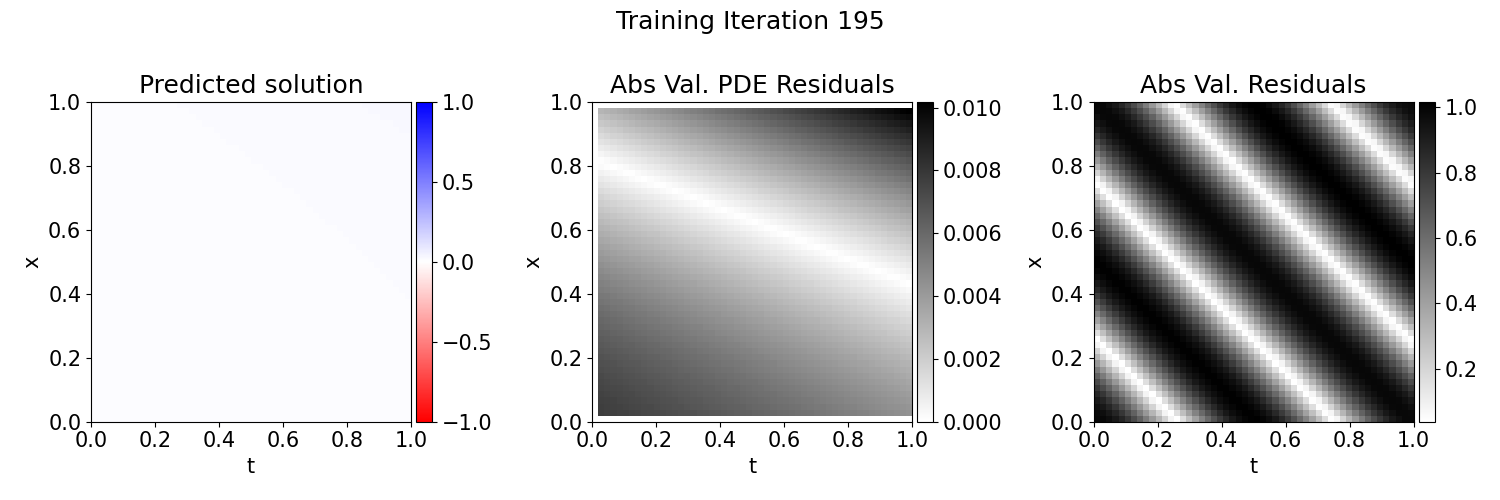 Training Iteration 195
Predicted solution
Abs Val. PDE Residuals
Abs Val. Residuals
1.0
0.8
0.6
0.4
0.2
0.0
x
0.0 0.2 0.4 0.6 0.8 1.0
t
1.0
0.5
0.0
−0.5
−1.0
1.0
0.8
0.6
0.4
0.2
0.0
x
0.0 0.2 0.4 0.6 0.8 1.0
t
0.010
0.008
0.006
0.004
0.002
0.000
1.0
0.8
0.6
0.4
0.2
0.0
x
0.0 0.2 0.4 0.6 0.8 1.0
t
1.0
0.8
0.6
0.4
0.2